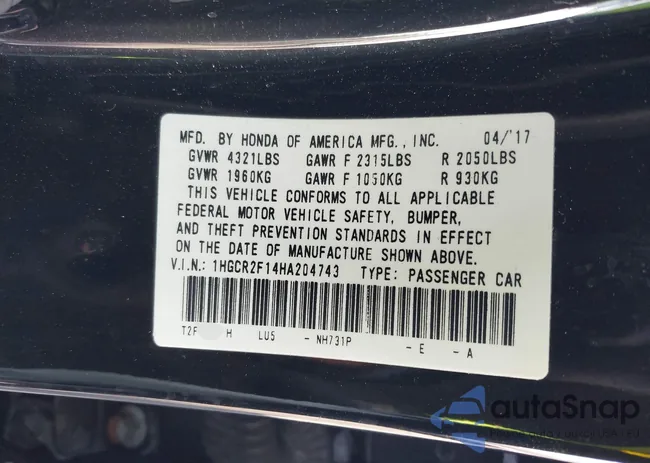 MFD. BY HONDA OF AMERICA MFG., INC. 04/'17
GVWR 4321LBS GAWR F 2315LBS R 2050LBS
GVWR 1960KG GAWR F 1050KG R 930KG
THIS VEHICLE CONFORMS TO ALL APPLICABLE
FEDERAL MOTOR VEHICLE SAFETY, BUMPER,
AND THEFT PREVENTION STANDARDS IN EFFECT
ON THE DATE OF MANUFACTURE SHOWN ABOVE.
V.I.N.: 1HGCR2F14HA204743 TYPE: PASSENGER CAR
T2F H LU5 - NH731P - E - A
autoSnap